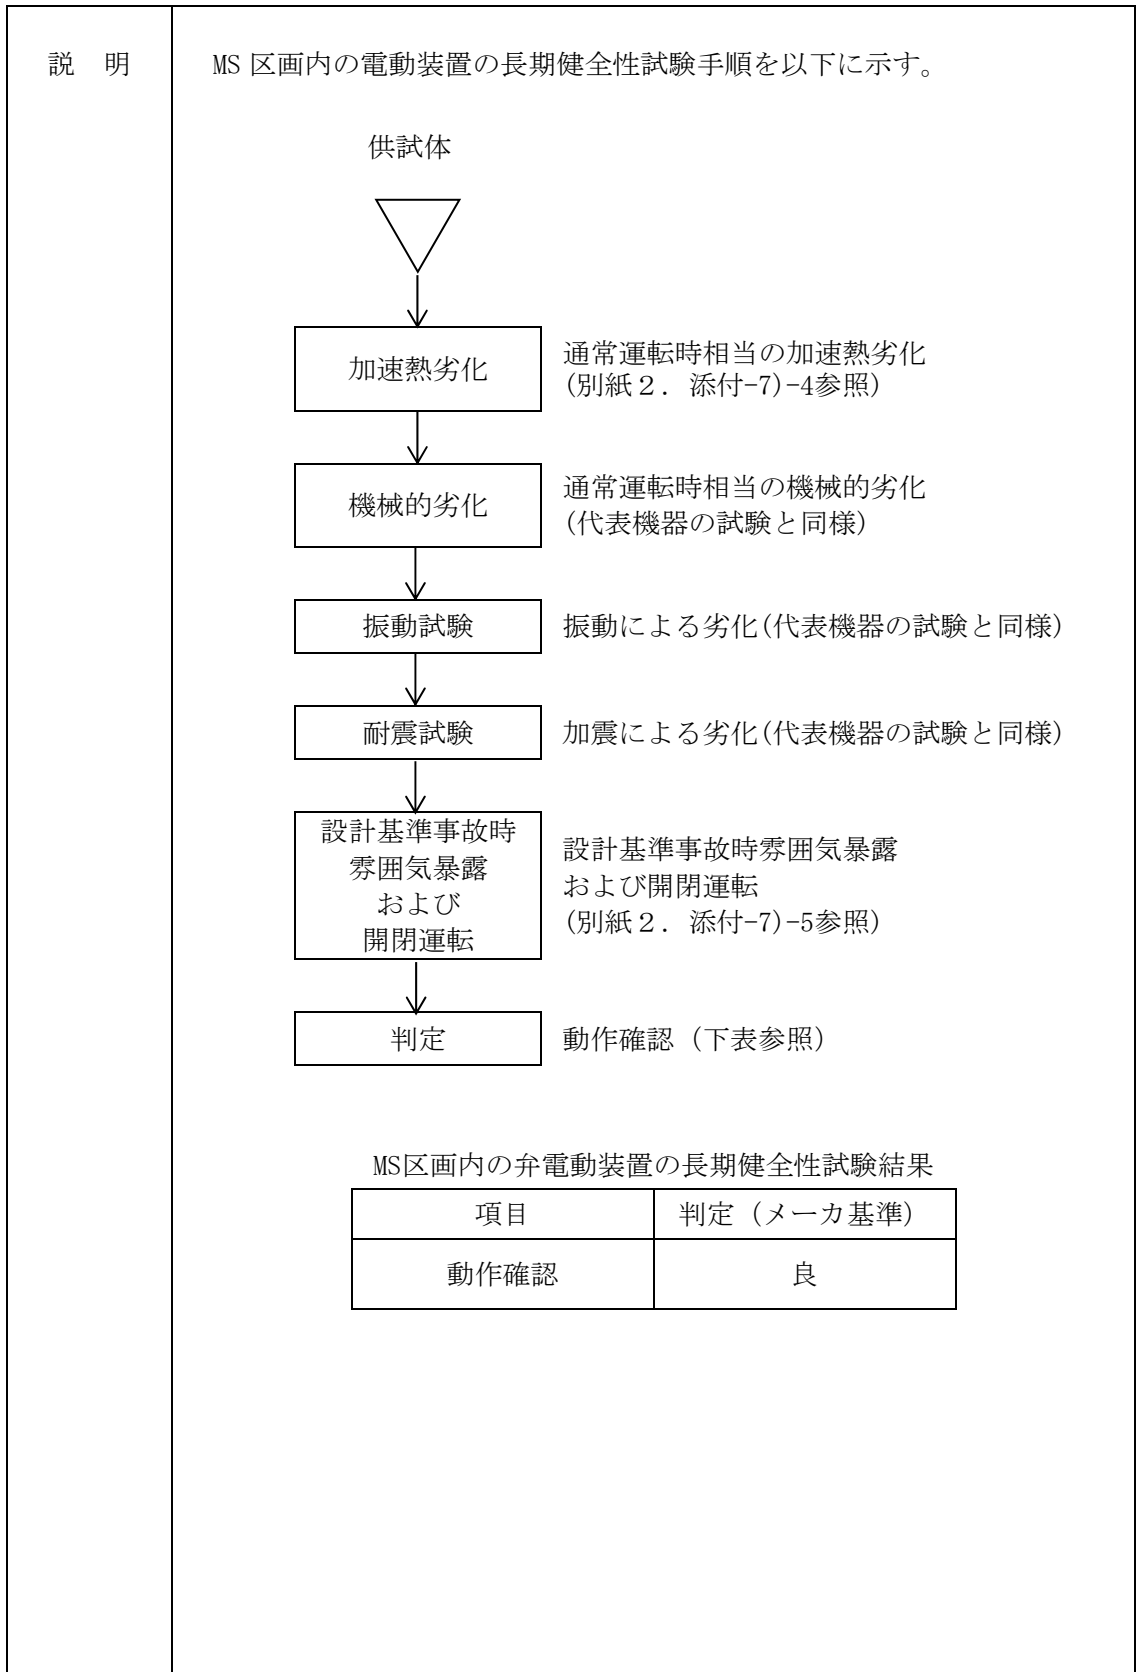 説 明
MS 区画内の電動装置の長期健全性試験手順を以下に示す。
供試体
加速熱劣化
通常運転時相当の加速熱劣化
(別紙２．添付-7)-4参照)
機械的劣化
通常運転時相当の機械的劣化
(代表機器の試験と同様)
振動試験
振動による劣化(代表機器の試験と同様)
耐震試験
加震による劣化(代表機器の試験と同様)
設計基準事故時
雰囲気暴露
および
開閉運転
設計基準事故時雰囲気暴露
および開閉運転
(別紙２．添付-7)-5参照)
判定
動作確認（下表参照）
MS区画内の弁電動装置の長期健全性試験結果
項目 判定（メーカ基準）
動作確認 良